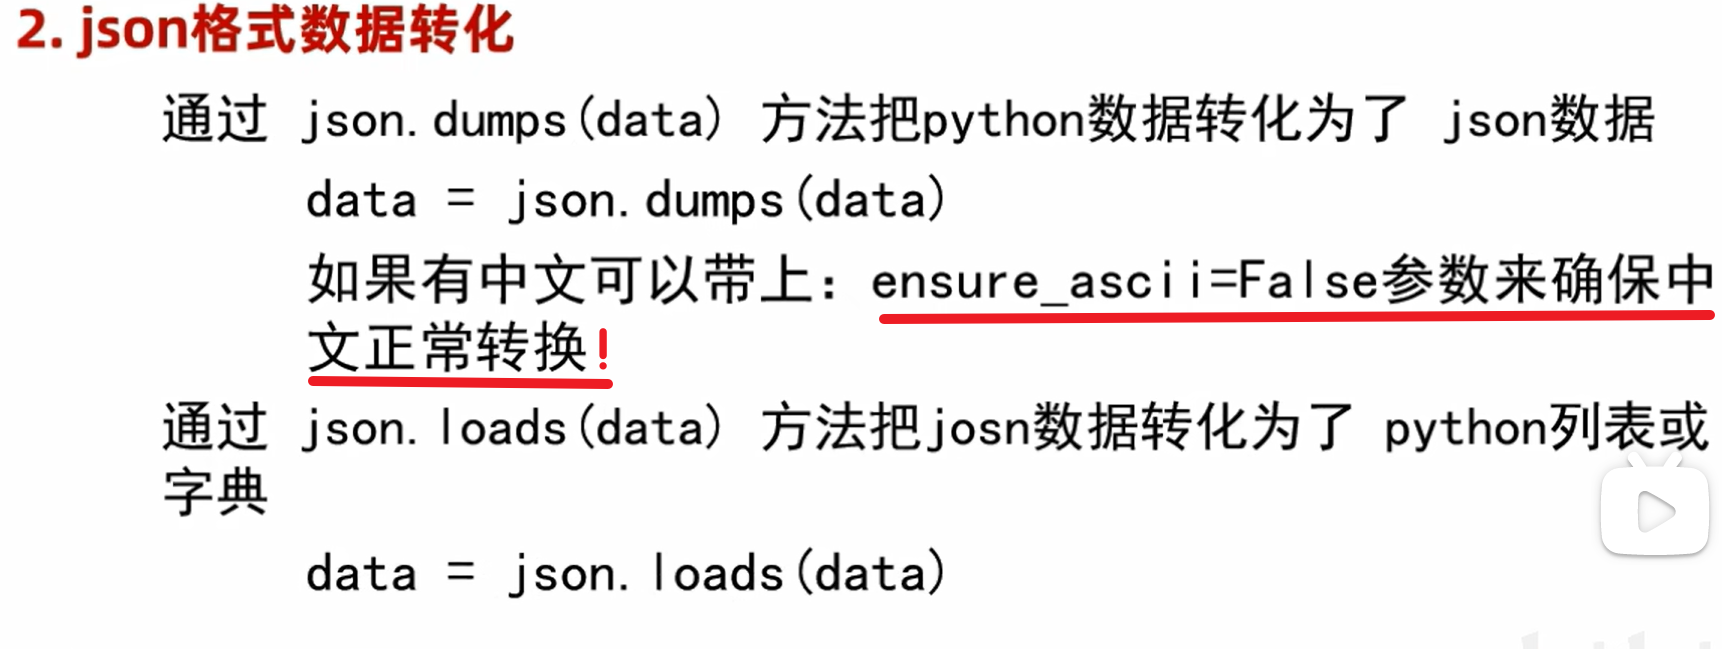 2. json格式数据转化
通过 json.dumps(data) 方法把python数据转化为了 json数据
data = json.dumps(data)
如果有中文可以带上：ensure_ascii=False参数来确保中
文正常转换!
通过 json.loads(data) 方法把josn数据转化为了 python列表或
字典
data = json.loads(data)